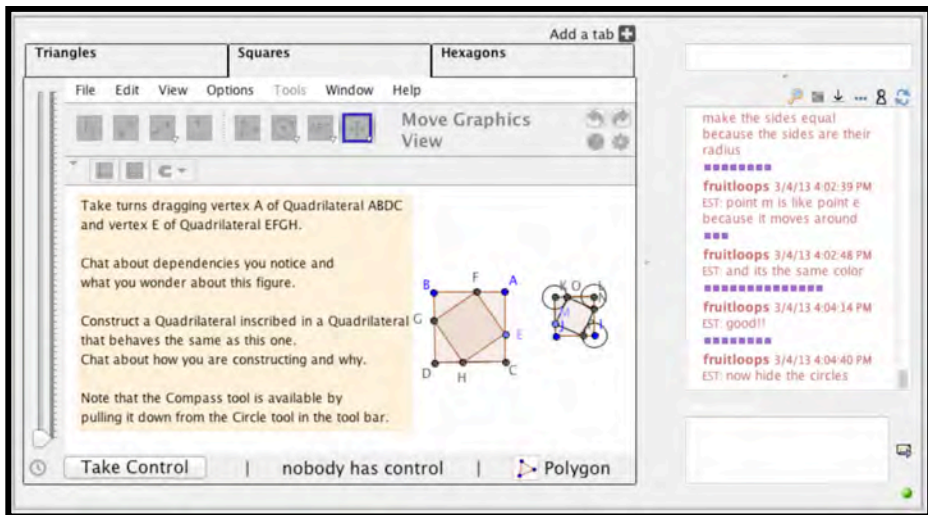 Add a tab
Triangles
Squares
Hexagons
File Edit View Options Tools Window Help
Move Graphics
View
Take turns dragging vertex A of Quadrilateral ABDC
and vertex E of Quadrilateral EFGH.
Chat about dependencies you notice and
what you wonder about this figure.
Construct a Quadrilateral inscribed in a Quadrilateral
that behaves the same as this one.
Chat about how you are constructing and why.
Note that the Compass tool is available by
pulling it down from the Circle tool in the tool bar.
B F A
G
E
D H C
K O L
N
M
J I
Take Control | nobody has control | Polygon
make the sides equal
because the sides are their
radius
fruitloops 3/4/13 4:02:39 PM
EST: point m is like point e
because it moves around
fruitloops 3/4/13 4:02:48 PM
EST: and its the same color
fruitloops 3/4/13 4:04:14 PM
EST: good!!
fruitloops 3/4/13 4:04:40 PM
EST: now hide the circles